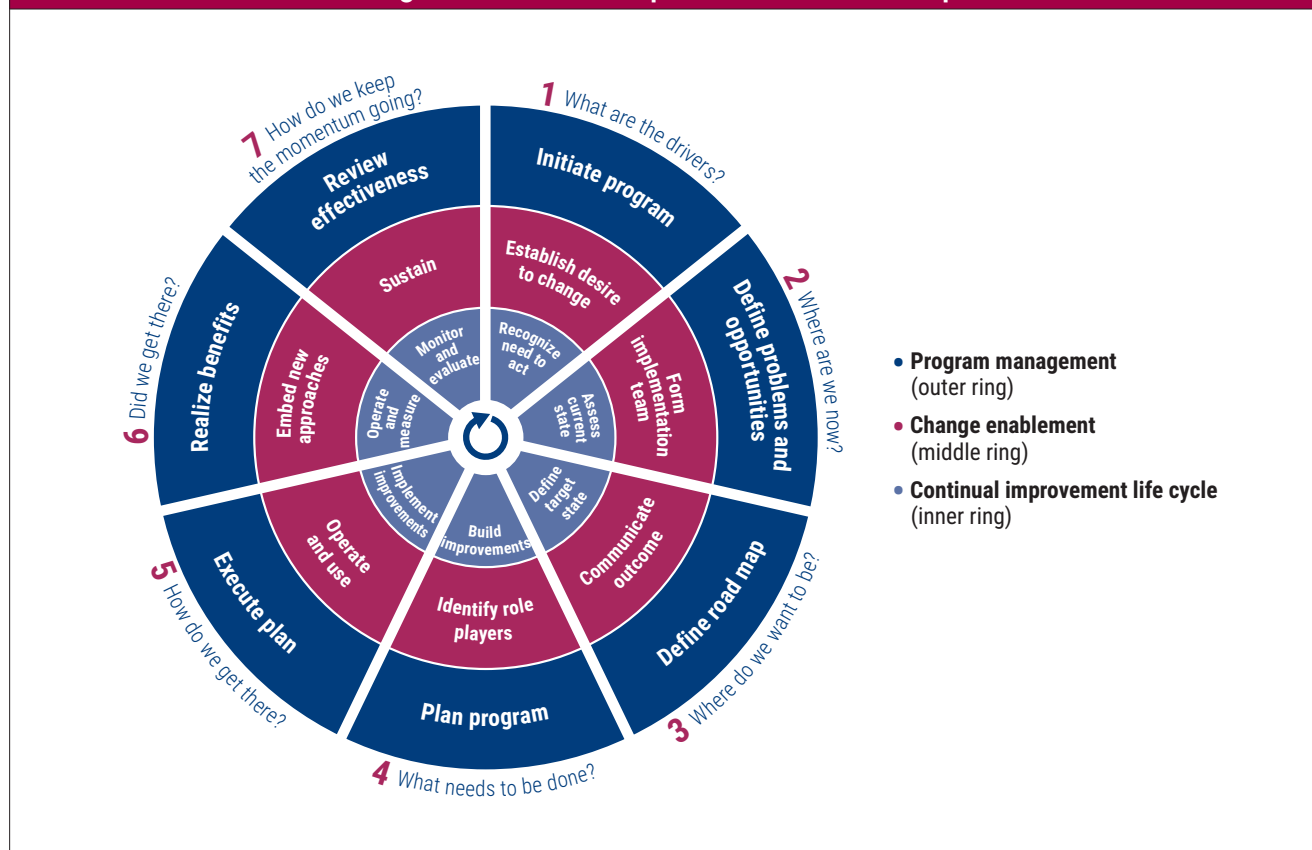 1 What are the drivers?
Initiate program
Establish desire
to change
Recognize
need to
act
2 Where are we now?
Define problems and
opportunities
Form
implementation
team
Assess
current
state
3 Where do we want to be?
Define road map
Communicate
outcome
Define
target
state
4 What needs to be done?
Plan program
Identify role
players
Build
improvements
5 How do we get there?
Execute plan
Operate
and use
Implement
improvements
6 Did we get there?
Realize benefits
Embed new
approaches
Operate
and
measure
7 How do we keep
the momentum going?
Review
effectiveness
Sustain
Monitor
and
evaluate
• Program management
(outer ring)
• Change enablement
(middle ring)
• Continual improvement life cycle
(inner ring)